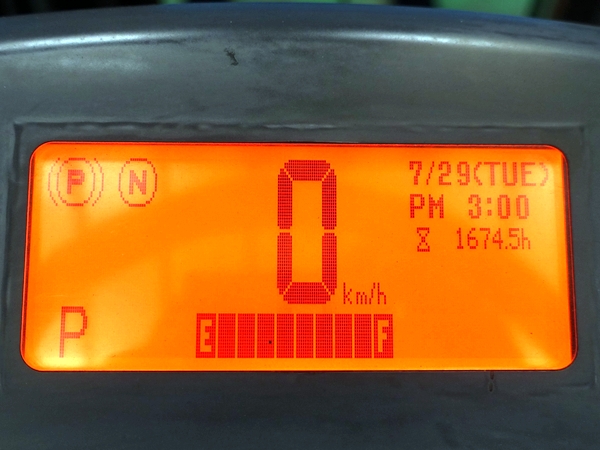 P N
7/29(TUE)
PM 3:00
1674.5h
0 km/h
P
E F